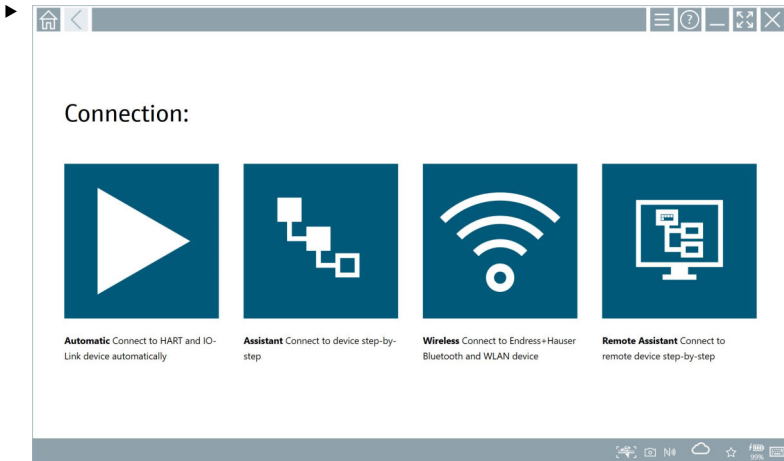 Connection:
Automatic Connect to HART and IO-
Link device automatically
Assistant Connect to device step-by-
step
Wireless Connect to Endress+Hauser
Bluetooth and WLAN device
Remote Assistant Connect to
remote device step-by-step
99%